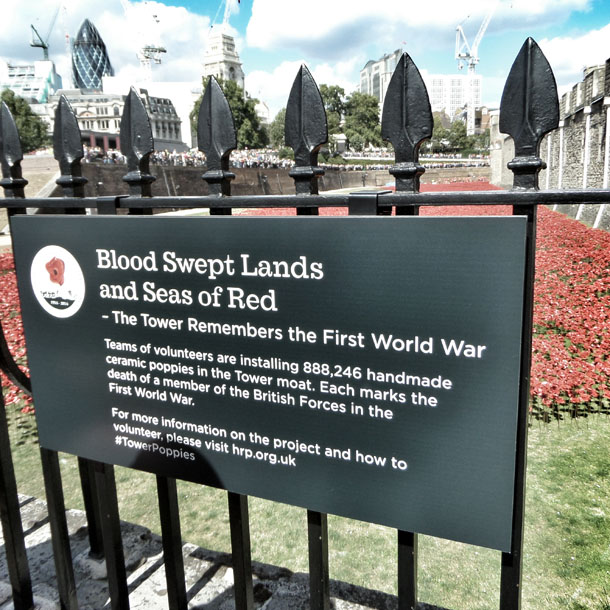 Blood Swept Lands
and Seas of Red
– The Tower Remembers the First World War
Teams of volunteers are installing 888,246 handmade
ceramic poppies in the Tower moat. Each marks the
death of a member of the British Forces in the
First World War.
For more information on the project and how to
volunteer, please visit hrp.org.uk
#TowerPoppies